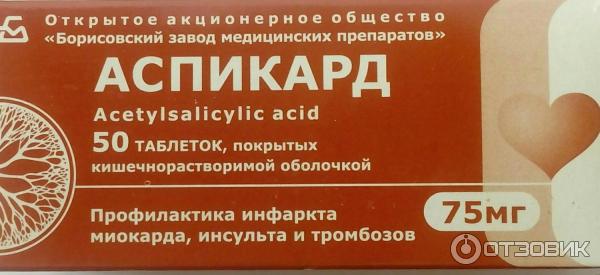 Открытое акционерное общество
«Борисовский завод медицинских препаратов»
АСПИКАРД
Acetylsalicylic acid
50 ТАБЛЕТОК, покрытых
кишечнорастворимой оболочкой
Профилактика инфаркта
миокарда, инсульта и тромбозов
75мг
ОТЗОВИК